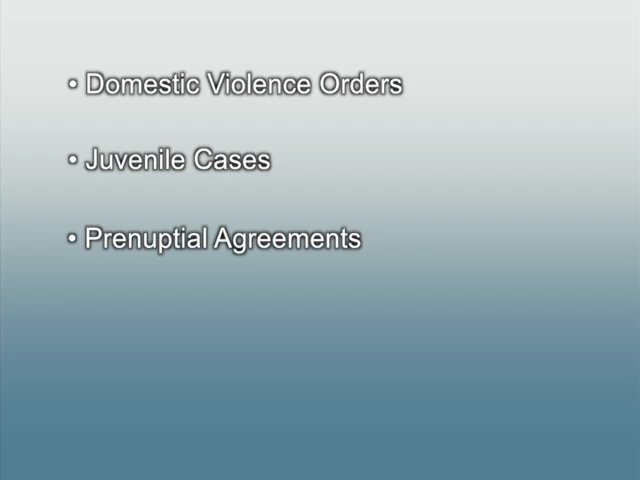 • Domestic Violence Orders
• Juvenile Cases
• Prenuptial Agreements